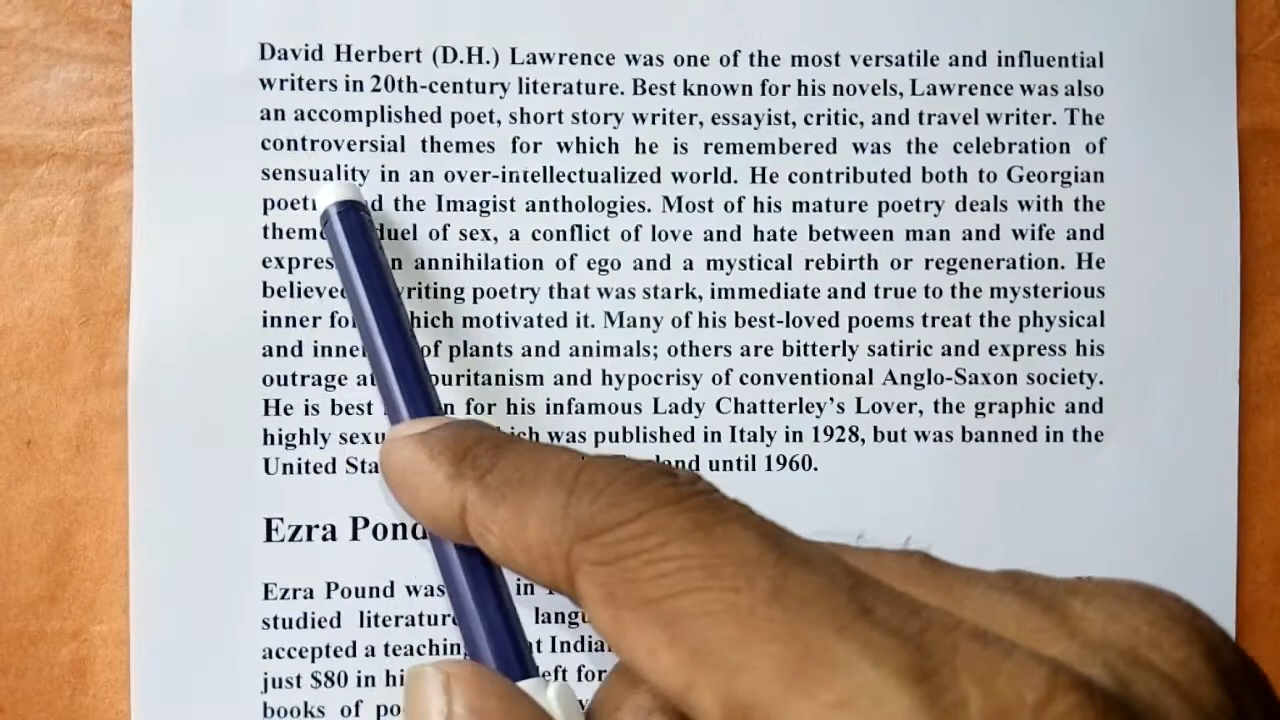 David Herbert (D.H.) Lawrence was one of the most versatile and influential
writers in 20th-century literature. Best known for his novels, Lawrence was also
an accomplished poet, short story writer, essayist, critic, and travel writer. The
controversial themes for which he is remembered was the celebration of
sensuality in an over-intellectualized world. He contributed both to Georgian
the Imagist anthologies. Most of his mature poetry deals with the
duel of sex, a conflict of love and hate between man and wife and
annihilation of ego and a mystical rebirth or regeneration. He
poetry that was stark, immediate and true to the mysterious
inner motivated it. Many of his best-loved poems treat the physical
and of plants and animals; others are bitterly satiric and express his
outrage puritanism and hypocrisy of conventional Anglo-Saxon society.
He is best for his infamous Lady Chatterley's Lover, the graphic and
highly was published in Italy in 1928, but was banned in the
United until 1960.
Ezra Pond
Ezra Pound was in
studied literature
accepted a teaching
just $80 in left for
books of